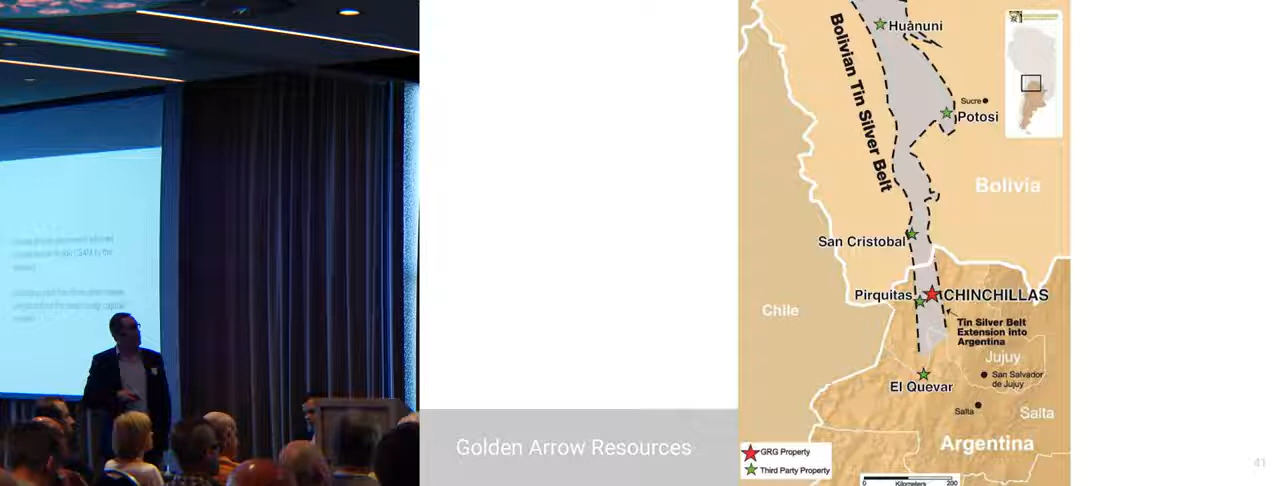 Huanuni
Bolivian Tin Silver Belt
Sucre
Potosi
Bolivia
San Cristobal
Pirquitas
CHINCHILLAS
Chile
Tin Silver Belt
Extension into
Argentina
Jujuy
El Quevar
San Salvador
de Jujuy
Salta
Salta
Argentina
GRG Property
Third Party Property
0 Kilometers 200
Golden Arrow Resources
41